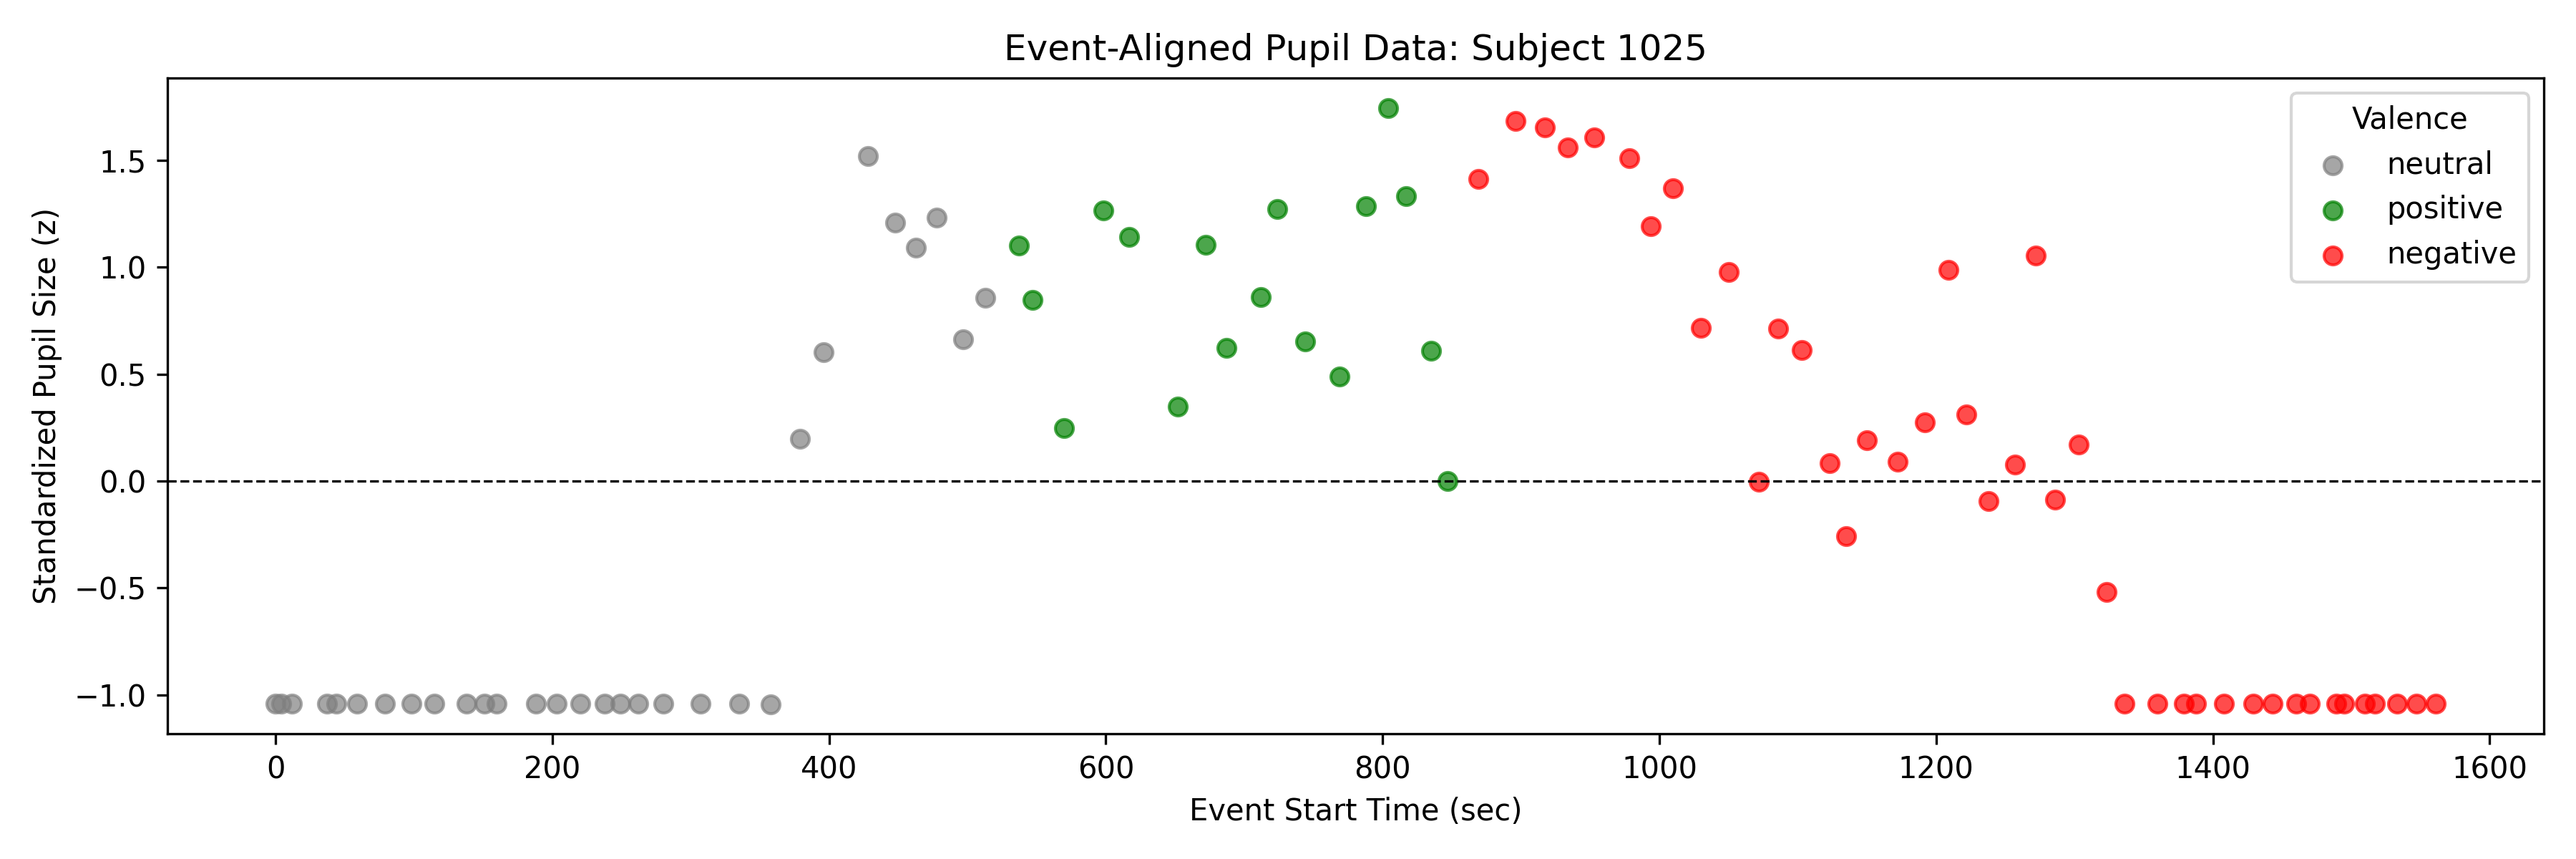 Event-Aligned Pupil Data: Subject 1025
Standardized Pupil Size (z)
1.5
1.0
0.5
0.0
−0.5
−1.0
Valence
neutral
positive
negative
0 200 400 600 800 1000 1200 1400 1600
Event Start Time (sec)